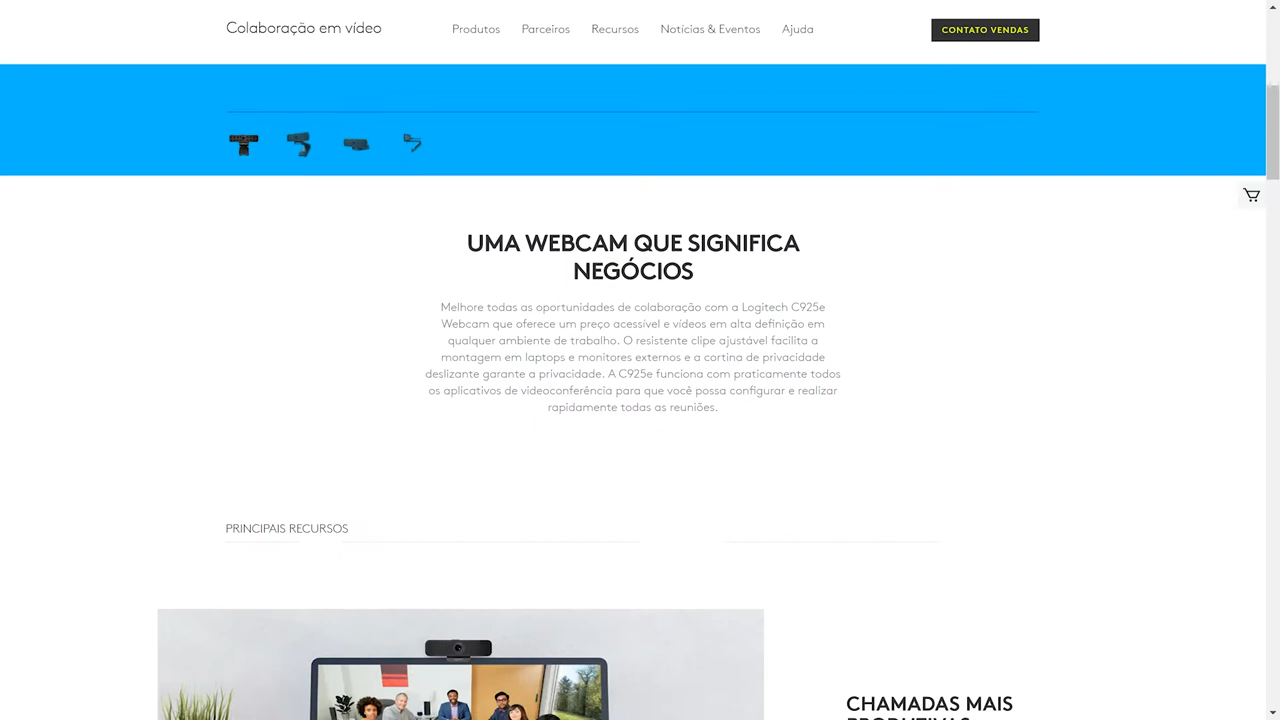 Colaboração em vídeo
Produtos Parceiros Recursos Notícias & Eventos Ajuda
CONTATO VENDAS
UMA WEBCAM QUE SIGNIFICA
NEGÓCIOS
Melhore todas as oportunidades de colaboração com a Logitech C925e
Webcam que oferece um preço acessível e vídeos em alta definição em
qualquer ambiente de trabalho. O resistente clipe ajustável facilita a
montagem em laptops e monitores externos e a cortina de privacidade
deslizante garante a privacidade. A C925e funciona com praticamente todos
os aplicativos de videoconferência para que você possa configurar e realizar
rapidamente todas as reuniões.
PRINCIPAIS RECURSOS
CHAMADAS MAIS
PRODUTIVAS